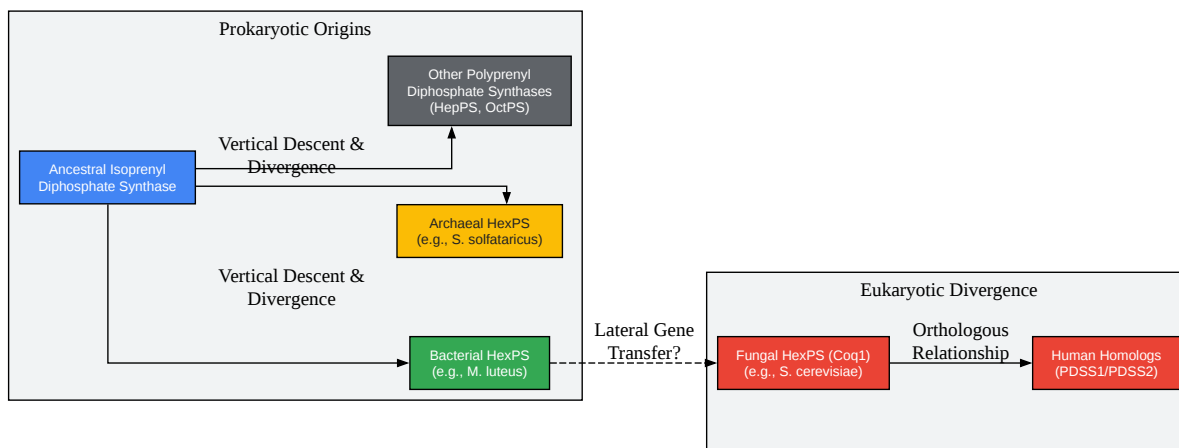 Prokaryotic Origins
Other Polyprenyl
Diphosphate Synthases
(HepPS, OctPS)
Vertical Descent &
Divergence
Ancestral Isoprenyl
Diphosphate Synthase
Archaeal HexPS
(e.g., S. solfataricus)
Vertical Descent &
Divergence
Eukaryotic Divergence
Lateral Gene
Transfer?
Orthologous
Relationship
Bacterial HexPS
(e.g., M. luteus)
Fungal HexPS (Coq1)
(e.g., S. cerevisiae)
Human Homologs
(PDSS1/PDSS2)